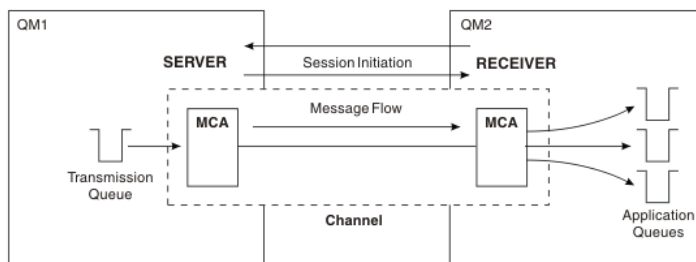 QM1
QM2
SERVER
Session Initiation
RECEIVER
Message Flow
MCA
MCA
Transmission
Queue
Channel
Application
Queues